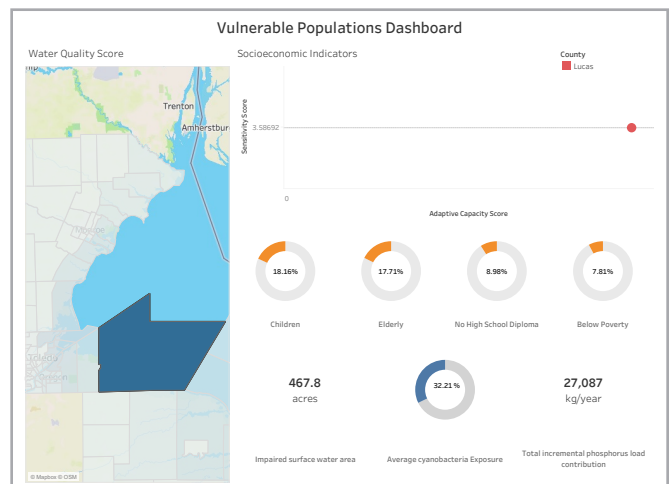 Vulnerable Populations Dashboard
Water Quality Score
Socioeconomic Indicators
County
Lucas
Trenton
Amherstbur
Monroe
Toledo
Oregon
© Mapbox © OSM
Sensitivity Score
3.58692
0
Adaptive Capacity Score
18.16%
17.71%
8.98%
7.81%
Children
Elderly
No High School Diploma
Below Poverty
467.8
acres
32.21 %
27,087
kg/year
Impaired surface water area
Average cyanobacteria Exposure
Total incremental phosphorus load
contribution